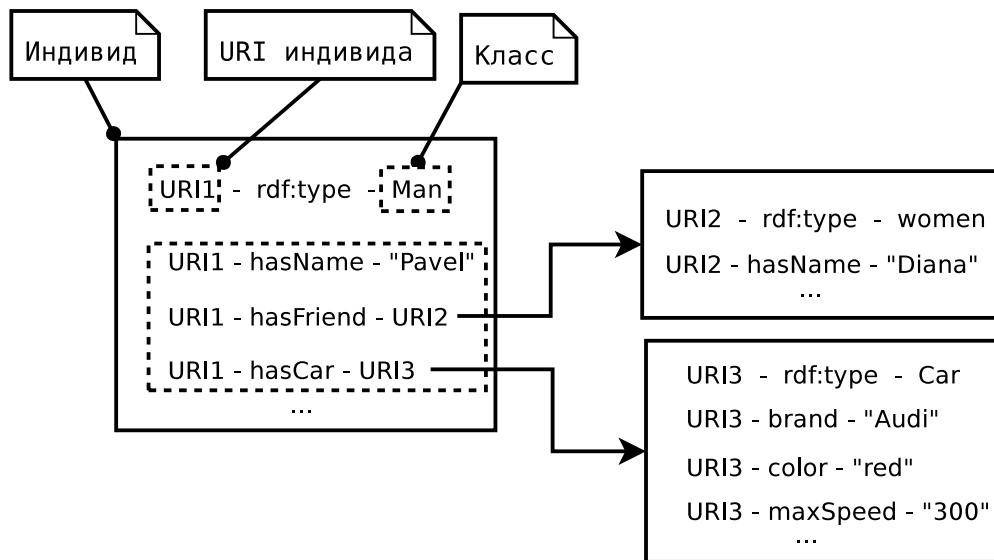 Индивид
URI индивида
Класс
URI1 - rdf:type - Man
URI1 - hasName - "Pavel"
URI1 - hasFriend - URI2
URI1 - hasCar - URI3
...
URI2 - rdf:type - women
URI2 - hasName - "Diana"
...
URI3 - rdf:type - Car
URI3 - brand - "Audi"
URI3 - color - "red"
URI3 - maxSpeed - "300"
...